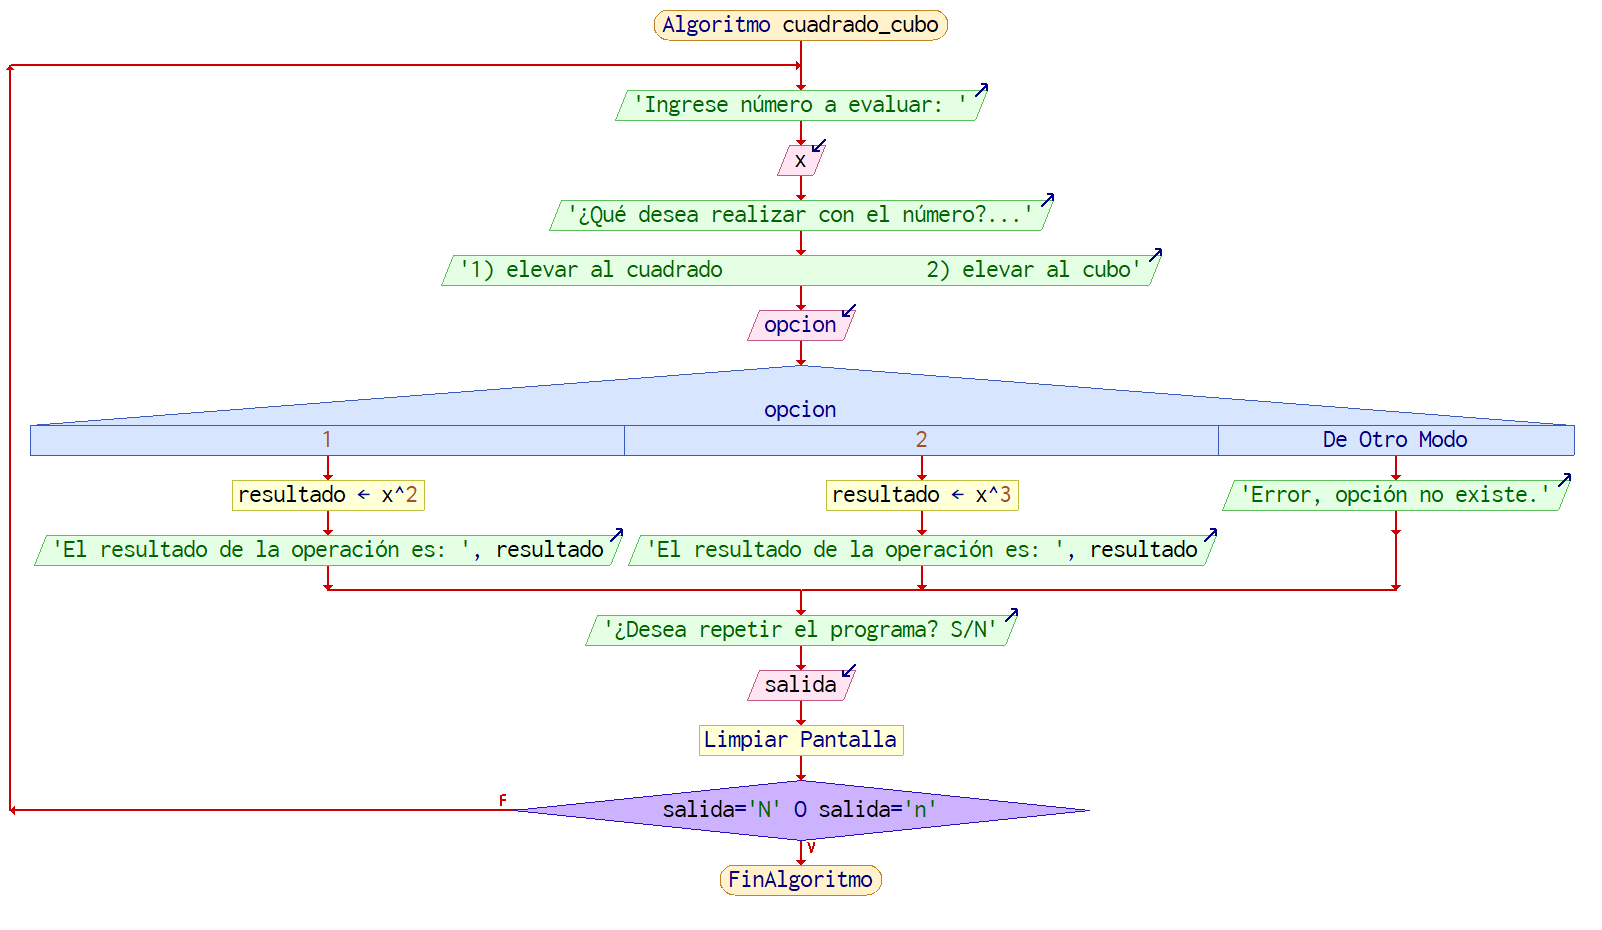 Algoritmo cuadrado_cubo
'Ingrese número a evaluar: '
x
'¿Qué desea realizar con el número?...'
'1) elevar al cuadrado                 2) elevar al cubo'
opcion
opcion
1 2 De Otro Modo
resultado ← x^2 resultado ← x^3 'Error, opción no existe.'
'El resultado de la operación es: ', resultado 'El resultado de la operación es: ', resultado
'¿Desea repetir el programa? S/N'
salida
Limpiar Pantalla
F
salida='N' O salida='n'
V
FinAlgoritmo